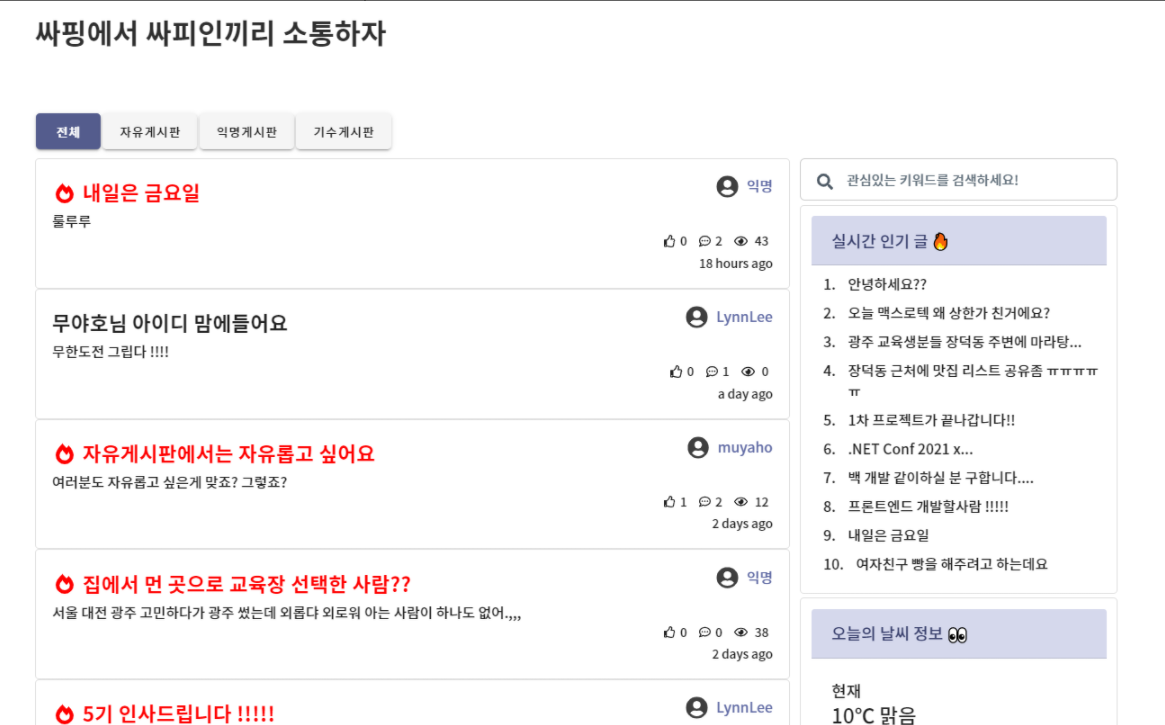 싸핑에서 싸피인끼리 소통하자
전체
자유게시판
익명게시판
기수게시판
내일은 금요일
룰루루
익명
0 2 43
18 hours ago
무야호님 아이디 맘에들어요
무한도전 그립다 !!!!
LynnLee
0 1 0
a day ago
자유게시판에서는 자유롭고 싶어요
여러분도 자유롭고 싶은게 맞죠? 그렇죠?
muyaho
1 2 12
2 days ago
집에서 먼 곳으로 교육장 선택한 사람??
서울 대전 광주 고민하다가 광주 썼는데 외롭댜 외로워 아는 사람이 하나도 없어.,,,
익명
0 0 38
2 days ago
5기 인사드립니다 !!!!!
LynnLee
관심있는 키워드를 검색하세요!
실시간 인기 글 🔥
1. 안녕하세요??
2. 오늘 맥스로텍 왜 상한가 친거에요?
3. 광주 교육생분들 장덕동 주변에 마라탕...
4. 장덕동 근처에 맛집 리스트 공유좀 ㅠㅠㅠㅠ
ㅠ
5. 1차 프로젝트가 끝나갑니다!!
6. .NET Conf 2021 x...
7. 백 개발 같이하실 분 구합니다....
8. 프론트엔드 개발할사람 !!!!!
9. 내일은 금요일
10. 여자친구 빵을 해주려고 하는데요
오늘의 날씨 정보 👀
현재
10℃ 맑음